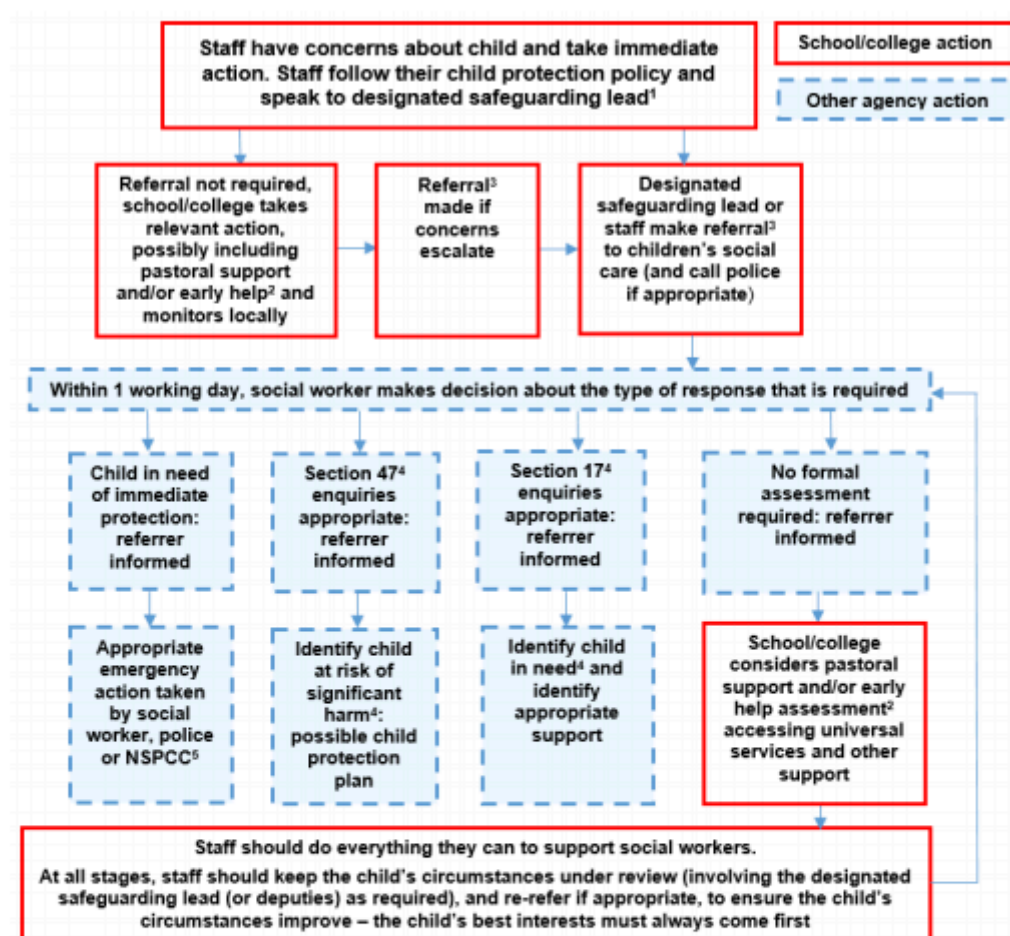 Staff have concerns about child and take immediate
action. Staff follow their child protection policy and
speak to designated safeguarding lead¹
School/college action
Other agency action
Referral not required,
school/college takes
relevant action,
possibly including
pastoral support
and/or early help² and
monitors locally
Referral³
made if
concerns
escalate
Designated
safeguarding lead or
staff make referral³
to children's social
care (and call police
if appropriate)
Within 1 working day, social worker makes decision about the type of response that is required
Child in need
of immediate
protection:
referrer
informed
Section 47⁴
enquiries
appropriate:
referrer
informed
Section 17⁴
enquiries
appropriate:
referrer
informed
No formal
assessment
required: referrer
informed
Appropriate
emergency
action taken
by social
worker, police
or NSPCC⁵
Identify child
at risk of
significant
harm⁴:
possible child
protection
plan
Identify child
in need⁴ and
identify
appropriate
support
School/college
considers pastoral
support and/or early
help assessment²
accessing universal
services and other
support
Staff should do everything they can to support social workers.
At all stages, staff should keep the child's circumstances under review (involving the designated
safeguarding lead (or deputies) as required), and re-refer if appropriate, to ensure the child's
circumstances improve – the child's best interests must always come first